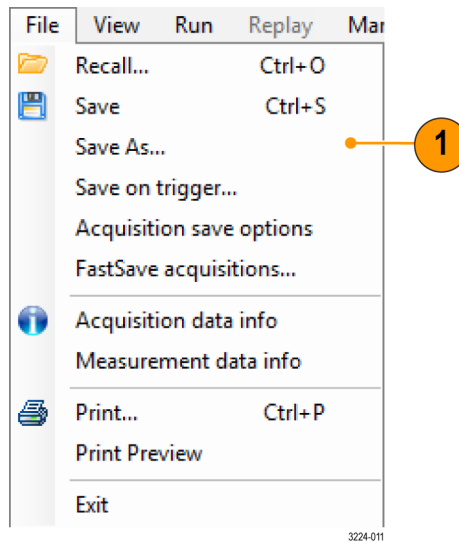 File View Run Replay Mar
Recall... Ctrl+O
Save Ctrl+S
Save As...
1
Save on trigger...
Acquisition save options
FastSave acquisitions...
Acquisition data info
Measurement data info
Print... Ctrl+P
Print Preview
Exit
3224-011